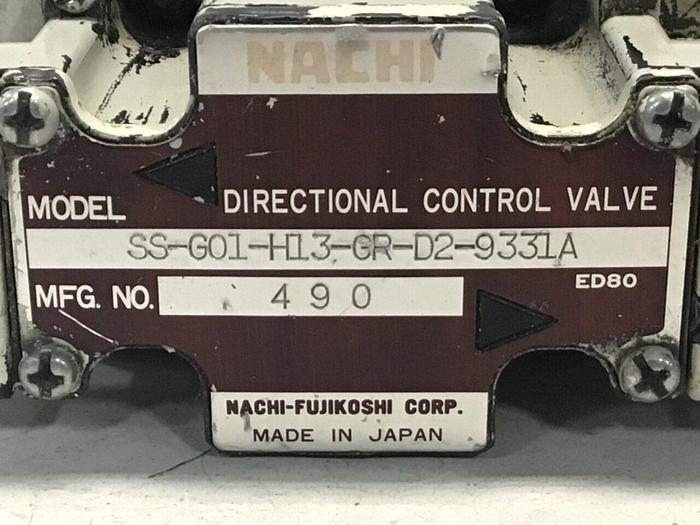 NACHI
DIRECTIONAL CONTROL VALVE
MODEL
SS-G01-H13-GR-D2-9331A
ED80
MFG. NO. 490
NACHI-FUJIKOSHI CORP.
MADE IN JAPAN